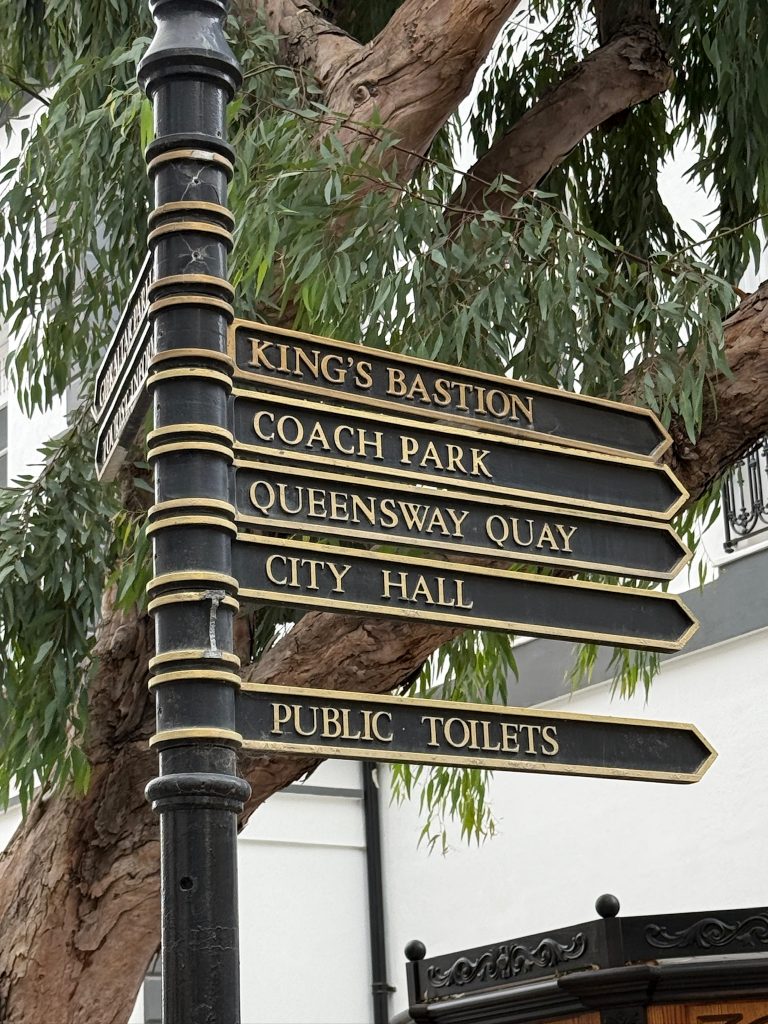 KING'S BASTION
COACH PARK
QUEENSWAY QUAY
CITY HALL
PUBLIC TOILETS